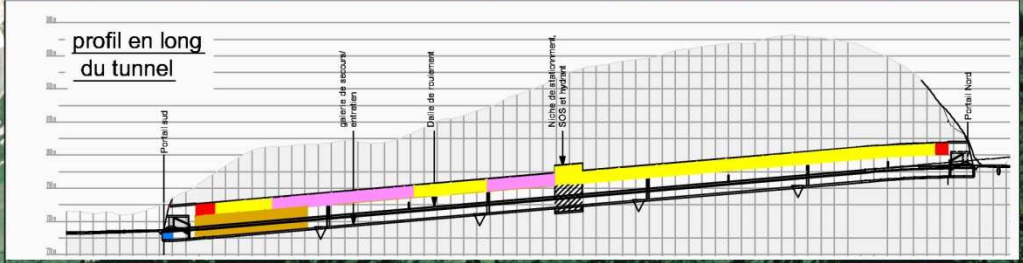 profil en long
du tunnel
Portail sud
galerie de secours/
entretien
Dalle de roulement
Niche de stationnment,
SOS et hydrant
Portail Nord